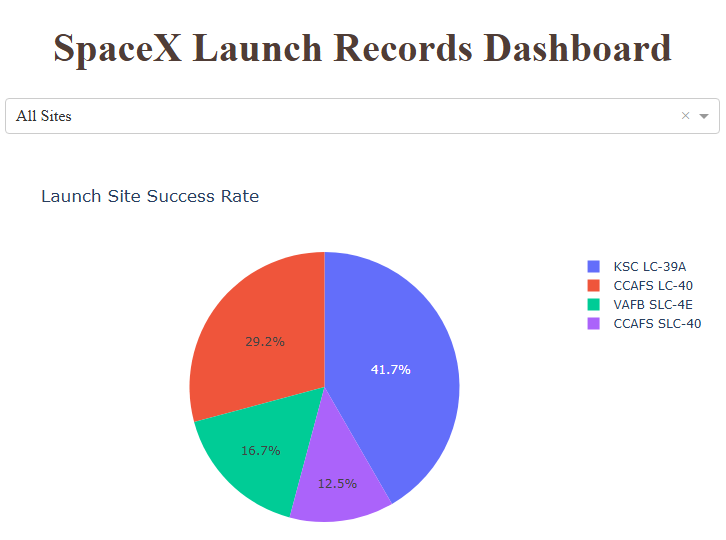 SpaceX Launch Records Dashboard
All Sites
×
Launch Site Success Rate
KSC LC-39A
CCAFS LC-40
VAFB SLC-4E
CCAFS SLC-40
29.2%
41.7%
16.7%
12.5%